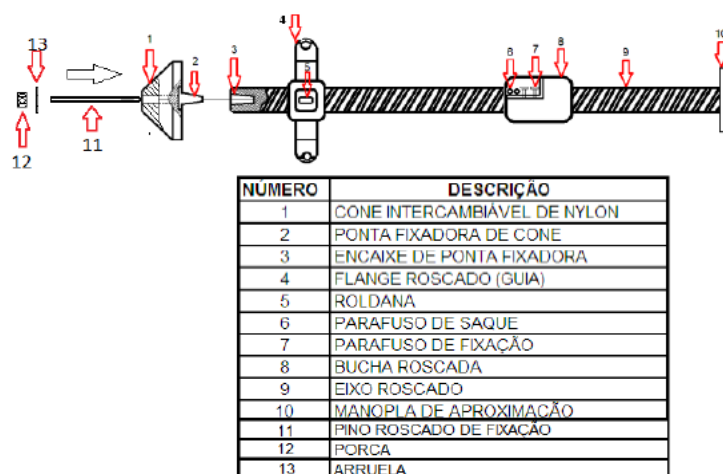 4
13
1
2
3
5
6
7
8
9
10
11
12
NÚMERO DESCRIÇÃO
1 CONE INTERCAMBIÁVEL DE NYLON
2 PONTA FIXADORA DE CONE
3 ENCAIXE DE PONTA FIXADORA
4 FLANGE ROSCADO (GUIA)
5 ROLDANA
6 PARAFUSO DE SAQUE
7 PARAFUSO DE FIXAÇÃO
8 BUCHA ROSCADA
9 EIXO ROSCADO
10 MANOPLA DE APROXIMAÇÃO
11 PINO ROSCADO DE FIXAÇÃO
12 PORCA
13 ARRUELA